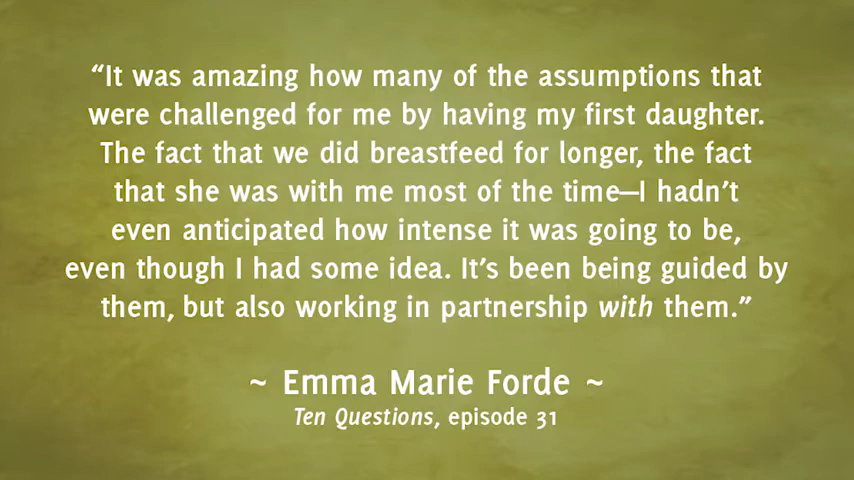 “It was amazing how many of the assumptions that
were challenged for me by having my first daughter.
The fact that we did breastfeed for longer, the fact
that she was with me most of the time—I hadn’t
even anticipated how intense it was going to be,
even though I had some idea. It’s been being guided by
them, but also working in partnership with them.”
~ Emma Marie Forde ~
Ten Questions, episode 31